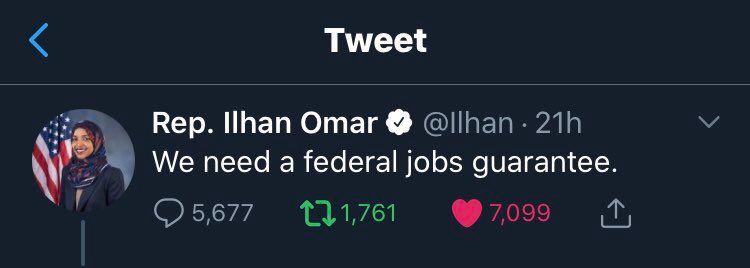 Tweet
Rep. Ilhan Omar @Ilhan · 21h
We need a federal jobs guarantee.
5,677 1,761 7,099